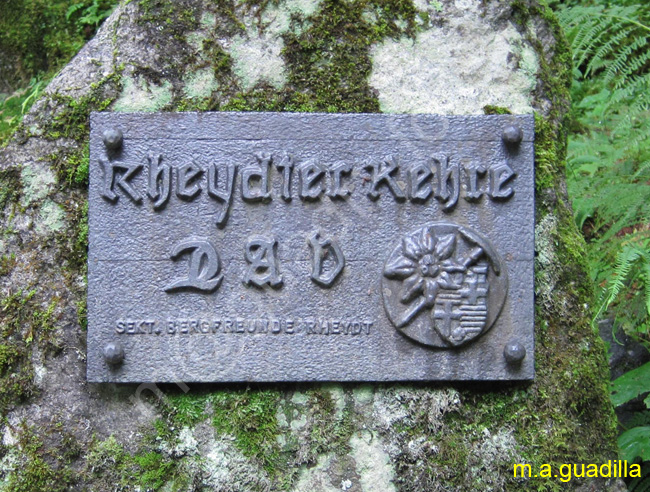 Rheydter Kehre
DAV
SEKT. BERGFREUNDE RHEYDT
m.a.guadilla